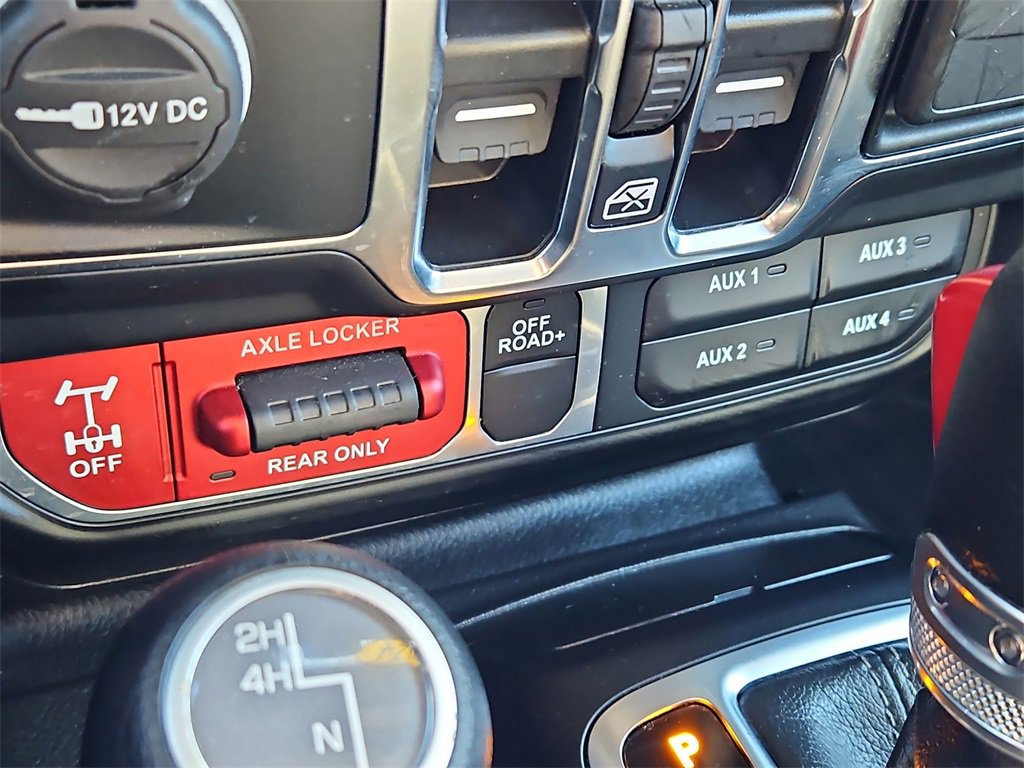 12V DC
AUX 1
AUX 3
AUX 2
AUX 4
OFF
ROAD+
AXLE LOCKER
REAR ONLY
OFF
2H
4H
N
P